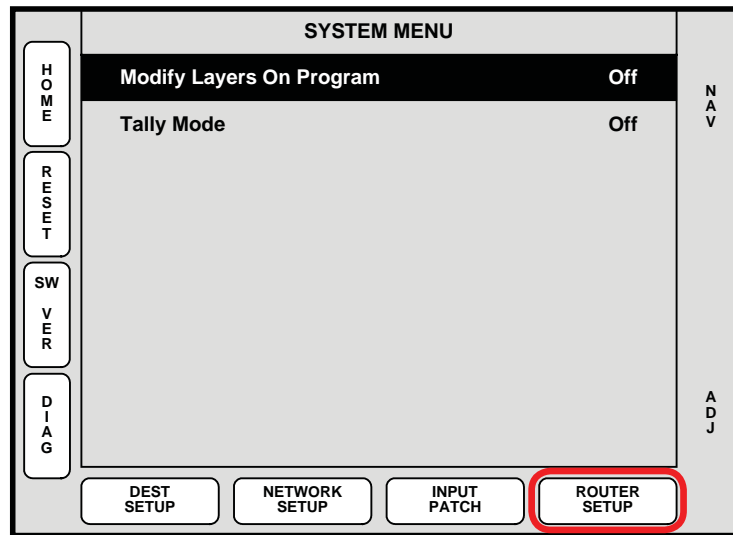 SYSTEM MENU
HOME
Modify Layers On Program Off
NAV
Tally Mode Off
RESET
SW VER
DIAG
ADJ
DEST SETUP
NETWORK SETUP
INPUT PATCH
ROUTER SETUP